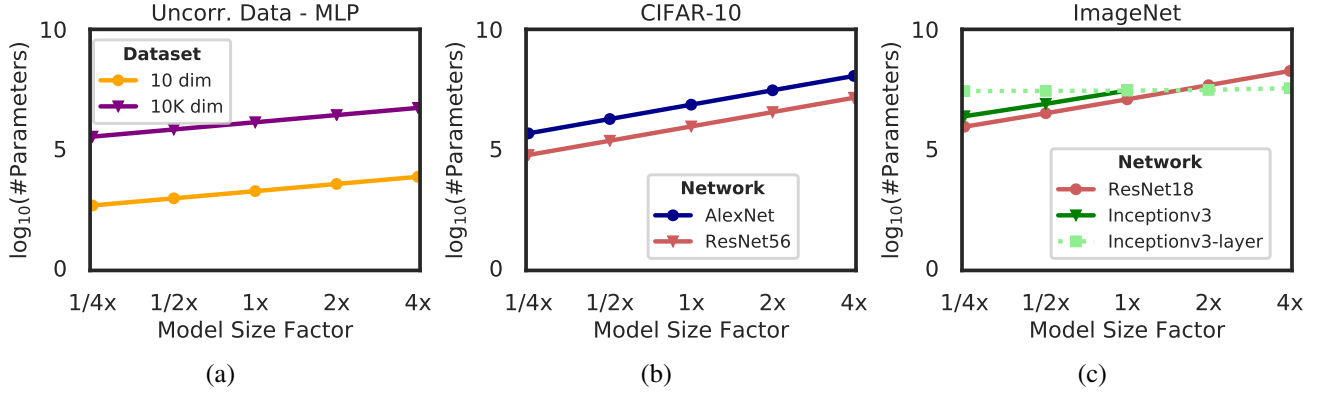 Uncorr. Data - MLP
log10(#Parameters)
10
5
0
Dataset
10 dim
10K dim
1/4x 1/2x 1x 2x 4x
Model Size Factor
(a)
CIFAR-10
log10(#Parameters)
10
5
0
Network
AlexNet
ResNet56
1/4x 1/2x 1x 2x 4x
Model Size Factor
(b)
ImageNet
log10(#Parameters)
10
5
0
Network
ResNet18
Inceptionv3
Inceptionv3-layer
1/4x 1/2x 1x 2x 4x
Model Size Factor
(c)